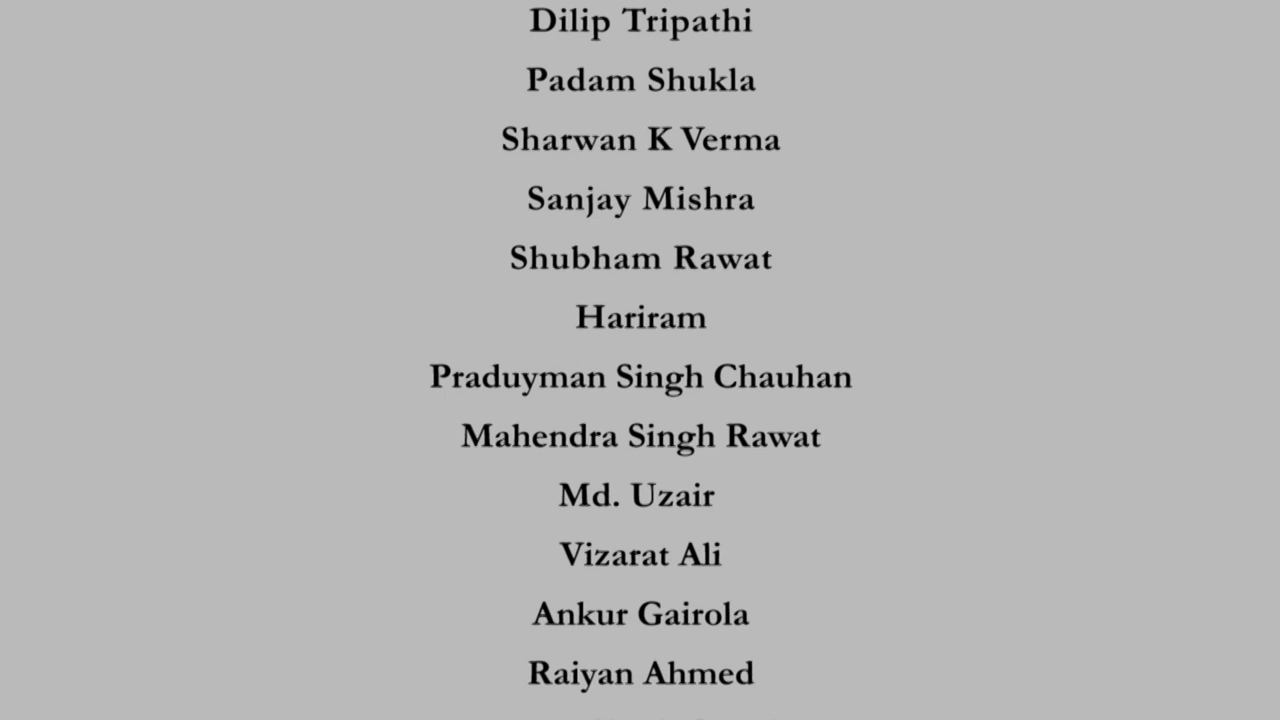 Dilip Tripathi
Padam Shukla
Sharwan K Verma
Sanjay Mishra
Shubham Rawat
Hariram
Praduyman Singh Chauhan
Mahendra Singh Rawat
Md. Uzair
Vizarat Ali
Ankur Gairola
Raiyan Ahmed